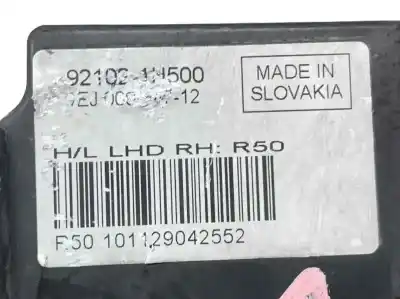 92102-1H500
MADE IN
SLOVAKIA
H/L LHD RH: R50
R50 101129042552